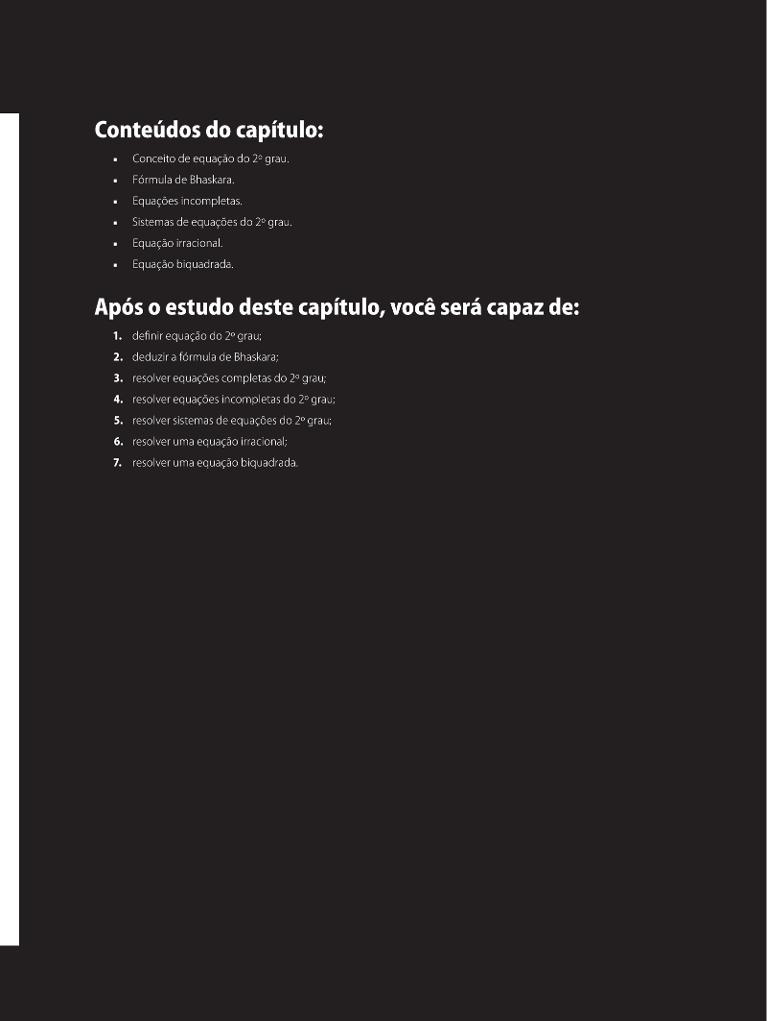 Conteúdos do capítulo:
▪ Conceito de equação do 2º grau.
▪ Fórmula de Bhaskara.
▪ Equações incompletas.
▪ Sistemas de equações do 2º grau.
▪ Equação irracional.
▪ Equação biquadrada.
Após o estudo deste capítulo, você será capaz de:
1. definir equação do 2º grau;
2. deduzir a fórmula de Bhaskara;
3. resolver equações completas do 2º grau;
4. resolver equações incompletas do 2º grau;
5. resolver sistemas de equações do 2º grau;
6. resolver uma equação irracional;
7. resolver uma equação biquadrada.